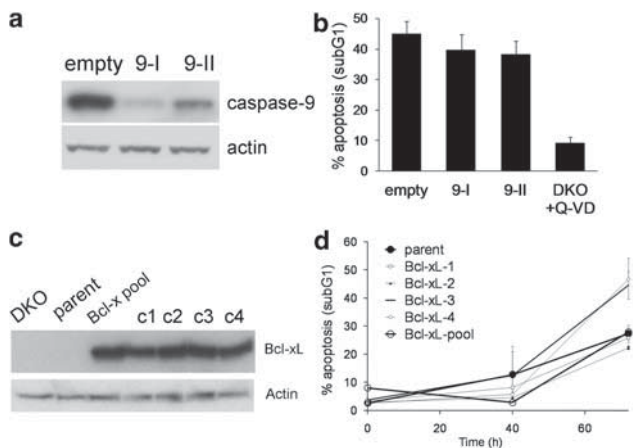 a
empty 9-I 9-II
caspase-9
actin
b
% apoptosis (subG1)
50
40
30
20
10
0
empty 9-I 9-II DKO
+Q-VD
c
DKO parent Bcl-x pool c1 c2 c3 c4
Bcl-xL
Actin
d
% apoptosis (subG1)
60
50
40
30
20
10
0
parent
Bcl-xL-1
Bcl-xL-2
Bcl-xL-3
Bcl-xL-4
Bcl-xL-pool
0 20 40 60
Time (h)